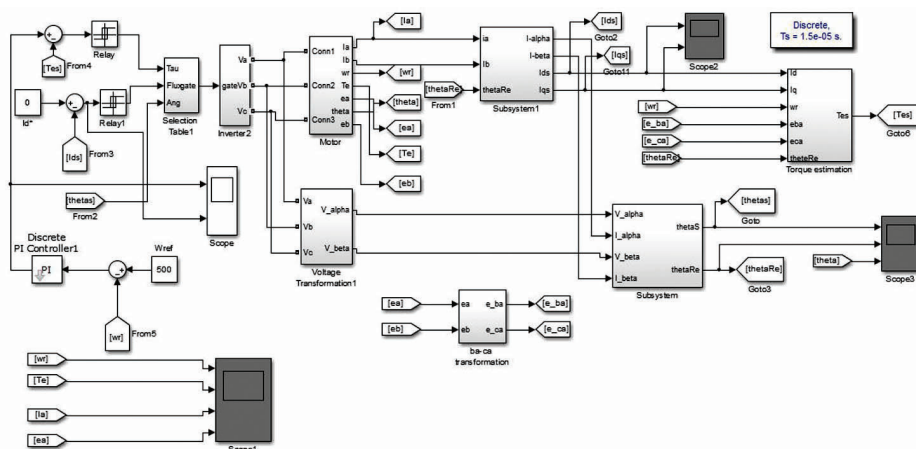 Relay
[Tes]
From4
0
Id*
Relay1
[Ids]
From3
[thetas]
From2
Tau
Fluxgate
Ang
Selection
Table1
Va
gateVb
Vc
Inverter2
Conn1
Conn2
Conn3
Ia
Ib
wr
Te
ea
theta
eb
Motor
[Ia]
[wr]
[theta]
[ea]
[Te]
[eb]
[thetaRe]
From1
ia
Ib
thetaRe
I-alpha
I-beta
Ids
Iqs
Subsystem1
[Ids]
Goto2
[Iqs]
Goto11
Scope2
Discrete,
Ts = 1.5e-05 s.
[wr]
[e_ba]
[e_ca]
[thetaRe]
Id
Iq
wr
eba
eca
theteRe
Tes
Torque estimation
[Tes]
Goto6
Scope
Discrete
PI Controller1
PI
Wref
500
[wr]
From5
Va
Vb
Vc
V_alpha
V_beta
Voltage
Transformation1
V_alpha
I_alpha
V_beta
I_beta
thetaS
thetaRe
Subsystem
[thetas]
Goto
[thetaRe]
Goto3
[theta]
Scope3
[ea]
[eb]
ea
eb
e_ba
e_ca
ba-ca
transformation
[e_ba]
[e_ca]
[wr]
[Te]
[Ia]
[ea]
Scope1